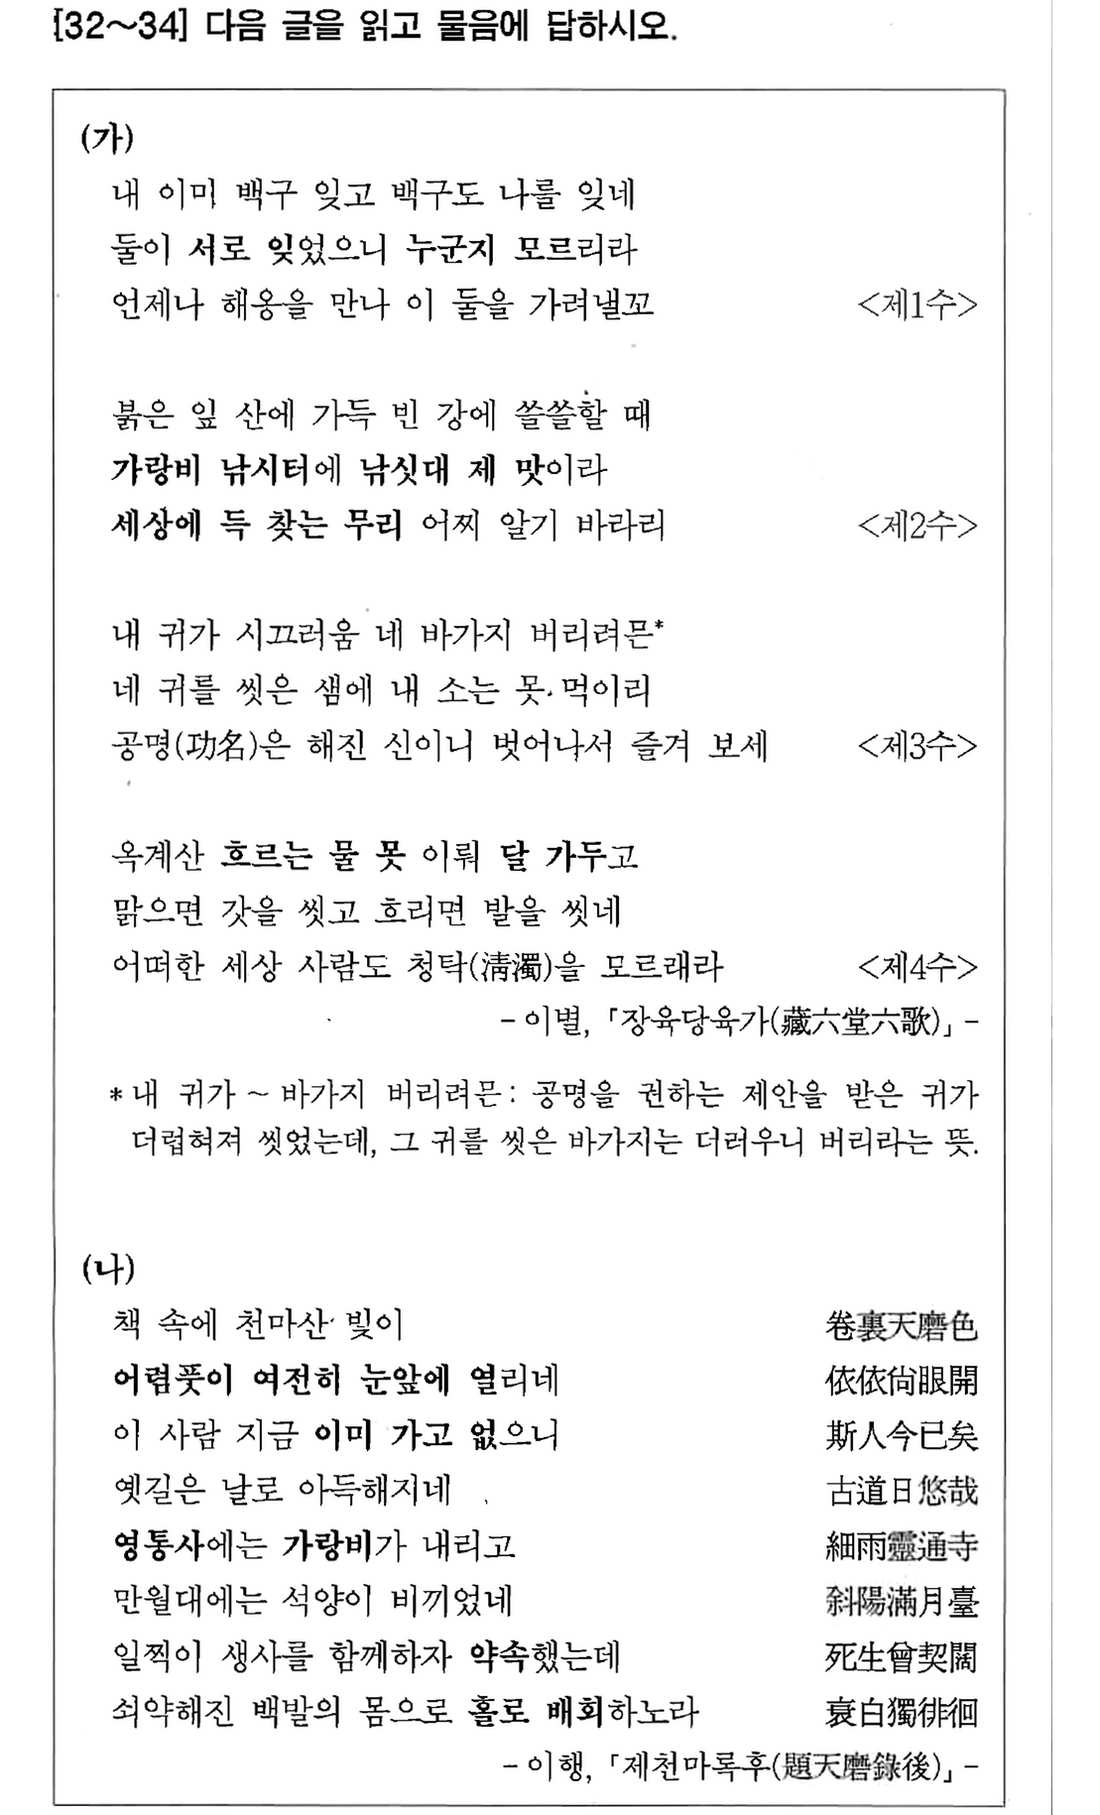 [32~34] 다음 글을 읽고 물음에 답하시오.
(가)
내 이미 백구 잊고 백구도 나를 잊네
둘이 서로 잊었으니 누군지 모르리라
언제나 해옹을 만나 이 둘을 가려낼꼬 <제1수>
붉은 잎 산에 가득 빈 강에 쓸쓸할 때
가랑비 낚시터에 낚싯대 제 맛이라
세상에 득 찾는 무리 어찌 알기 바라리 <제2수>
내 귀가 시끄러움 네 바가지 버리려믄*
네 귀를 씻은 샘에 내 소는 못 먹이리
공명(功名)은 해진 신이니 벗어나서 즐겨 보세 <제3수>
옥계산 흐르는 물 못 이뤄 달 가두고
맑으면 갓을 씻고 흐리면 발을 씻네
어떠한 세상 사람도 청탁(淸濁)을 모르래라 <제4수>
- 이별, 「장육당육가(藏六堂六歌)」 -
* 내 귀가 ~ 바가지 버리려믄: 공명을 권하는 제안을 받은 귀가
더럽혀져 씻었는데, 그 귀를 씻은 바가지는 더러우니 버리라는 뜻.
(나)
책 속에 천마산 빛이 卷裏天磨色
어렴풋이 여전히 눈앞에 열리네 依依尙眼開
이 사람 지금 이미 가고 없으니 斯人今已矣
옛길은 날로 아득해지네 古道日悠哉
영통사에는 가랑비가 내리고 細雨靈通寺
만월대에는 석양이 비끼었네 斜陽滿月臺
일찍이 생사를 함께하자 약속했는데 死生曾契闊
쇠약해진 백발의 몸으로 홀로 배회하노라 衰白獨徘徊
- 이행, 「제천마록후(題天磨錄後)」 -